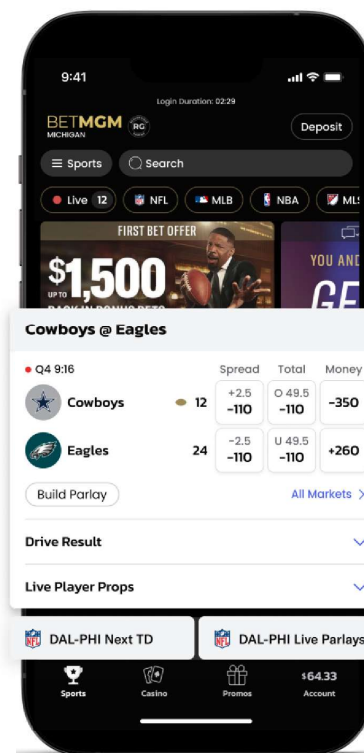 9:41
Login Duration: 02:29
BETMGM
MICHIGAN
RG
Deposit
Sports
Search
Live 12 NFL MLB NBA
FIRST BET OFFER
UP TO $1,500
YOU AND
Cowboys @ Eagles
Q4 9:16 Spread Total Money
Cowboys 12 +2.5 -110 O 49.5 -110 -350
Eagles 24 -2.5 -110 U 49.5 -110 +260
Build Parlay All Markets
Drive Result
Live Player Props
NFL DAL-PHI Next TD NFL DAL-PHI Live Parlays
Sports Casino Promos $64.33 Account